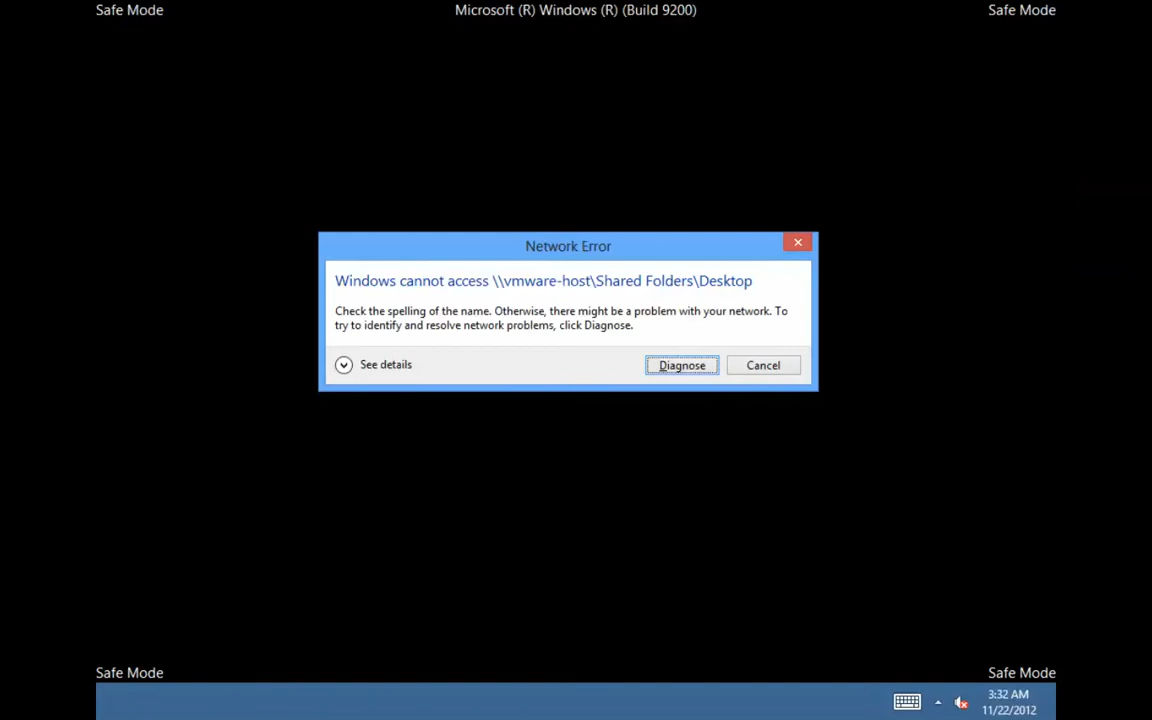 Safe Mode Microsoft (R) Windows (R) (Build 9200) Safe Mode
Network Error
Windows cannot access \\vmware-host\Shared Folders\Desktop
Check the spelling of the name. Otherwise, there might be a problem with your network. To
try to identify and resolve network problems, click Diagnose.
See details Diagnose Cancel
Safe Mode Safe Mode
3:32 AM
11/22/2012